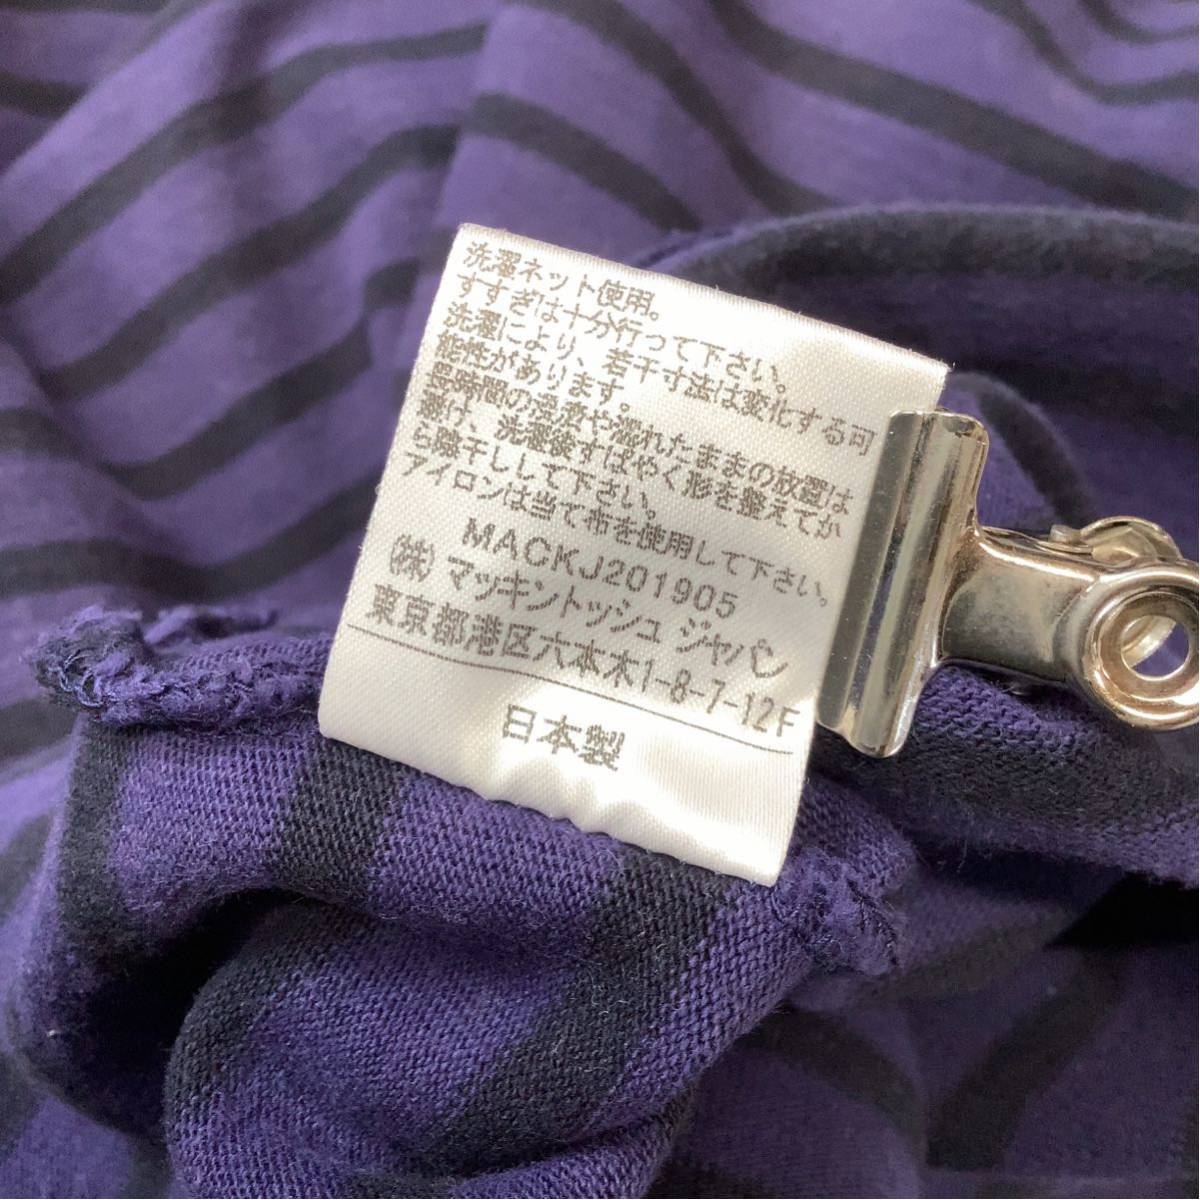 洗濯ネット使用。
すすぎは十分行って下さい。
洗濯により、若干寸法は変化する可
能性があります。
長時間の浸漬や濡れたままの放置は
避け、洗濯後すばやく形を整えてか
ら陰干しして下さい。
アイロンは当て布を使用して下さい。
MACKJ201905
(株)マッキントッシュ ジャパン
東京都港区六本木1-8-7-12F
日本製